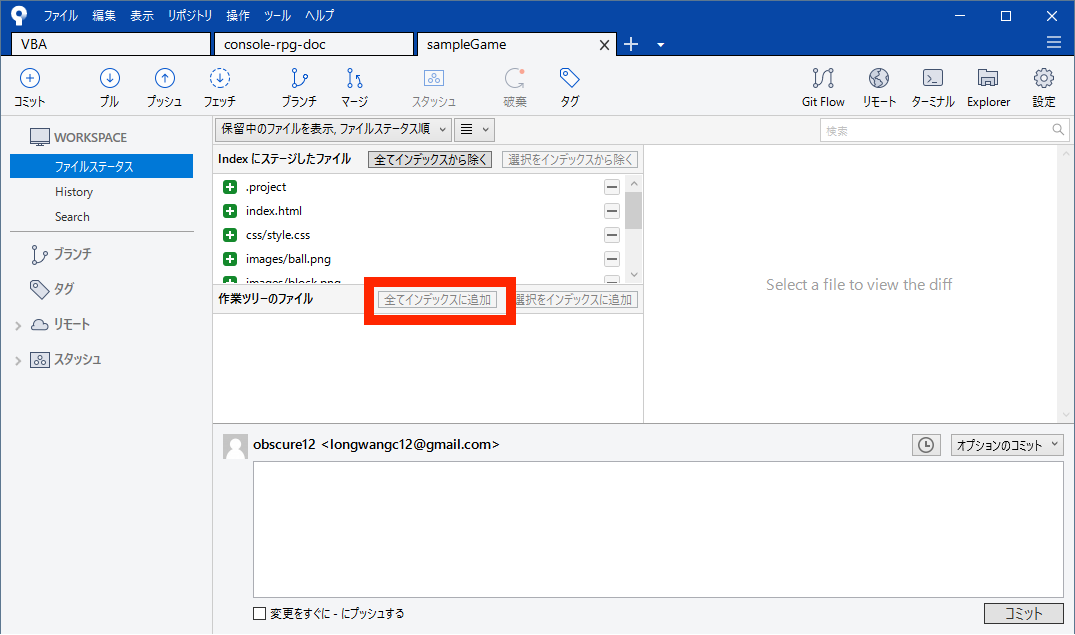 ファイル 編集 表示 リポジトリ 操作 ツール ヘルプ
VBA console-rpg-doc sampleGame
コミット プル プッシュ フェッチ ブランチ マージ スタッシュ 破棄 タグ Git Flow リモート ターミナル Explorer 設定
WORKSPACE
ファイルステータス
History
Search
ブランチ
タグ
リモート
スタッシュ
保留中のファイルを表示, ファイルステータス順
検索
Index にステージしたファイル 全てインデックスから除く 選択をインデックスから除く
.project
index.html
css/style.css
images/ball.png
images/block.png
作業ツリーのファイル 全てインデックスに追加 選択をインデックスに追加
Select a file to view the diff
obscure12 <longwangc12@gmail.com>
オプションのコミット
変更をすぐに - にプッシュする
コミット